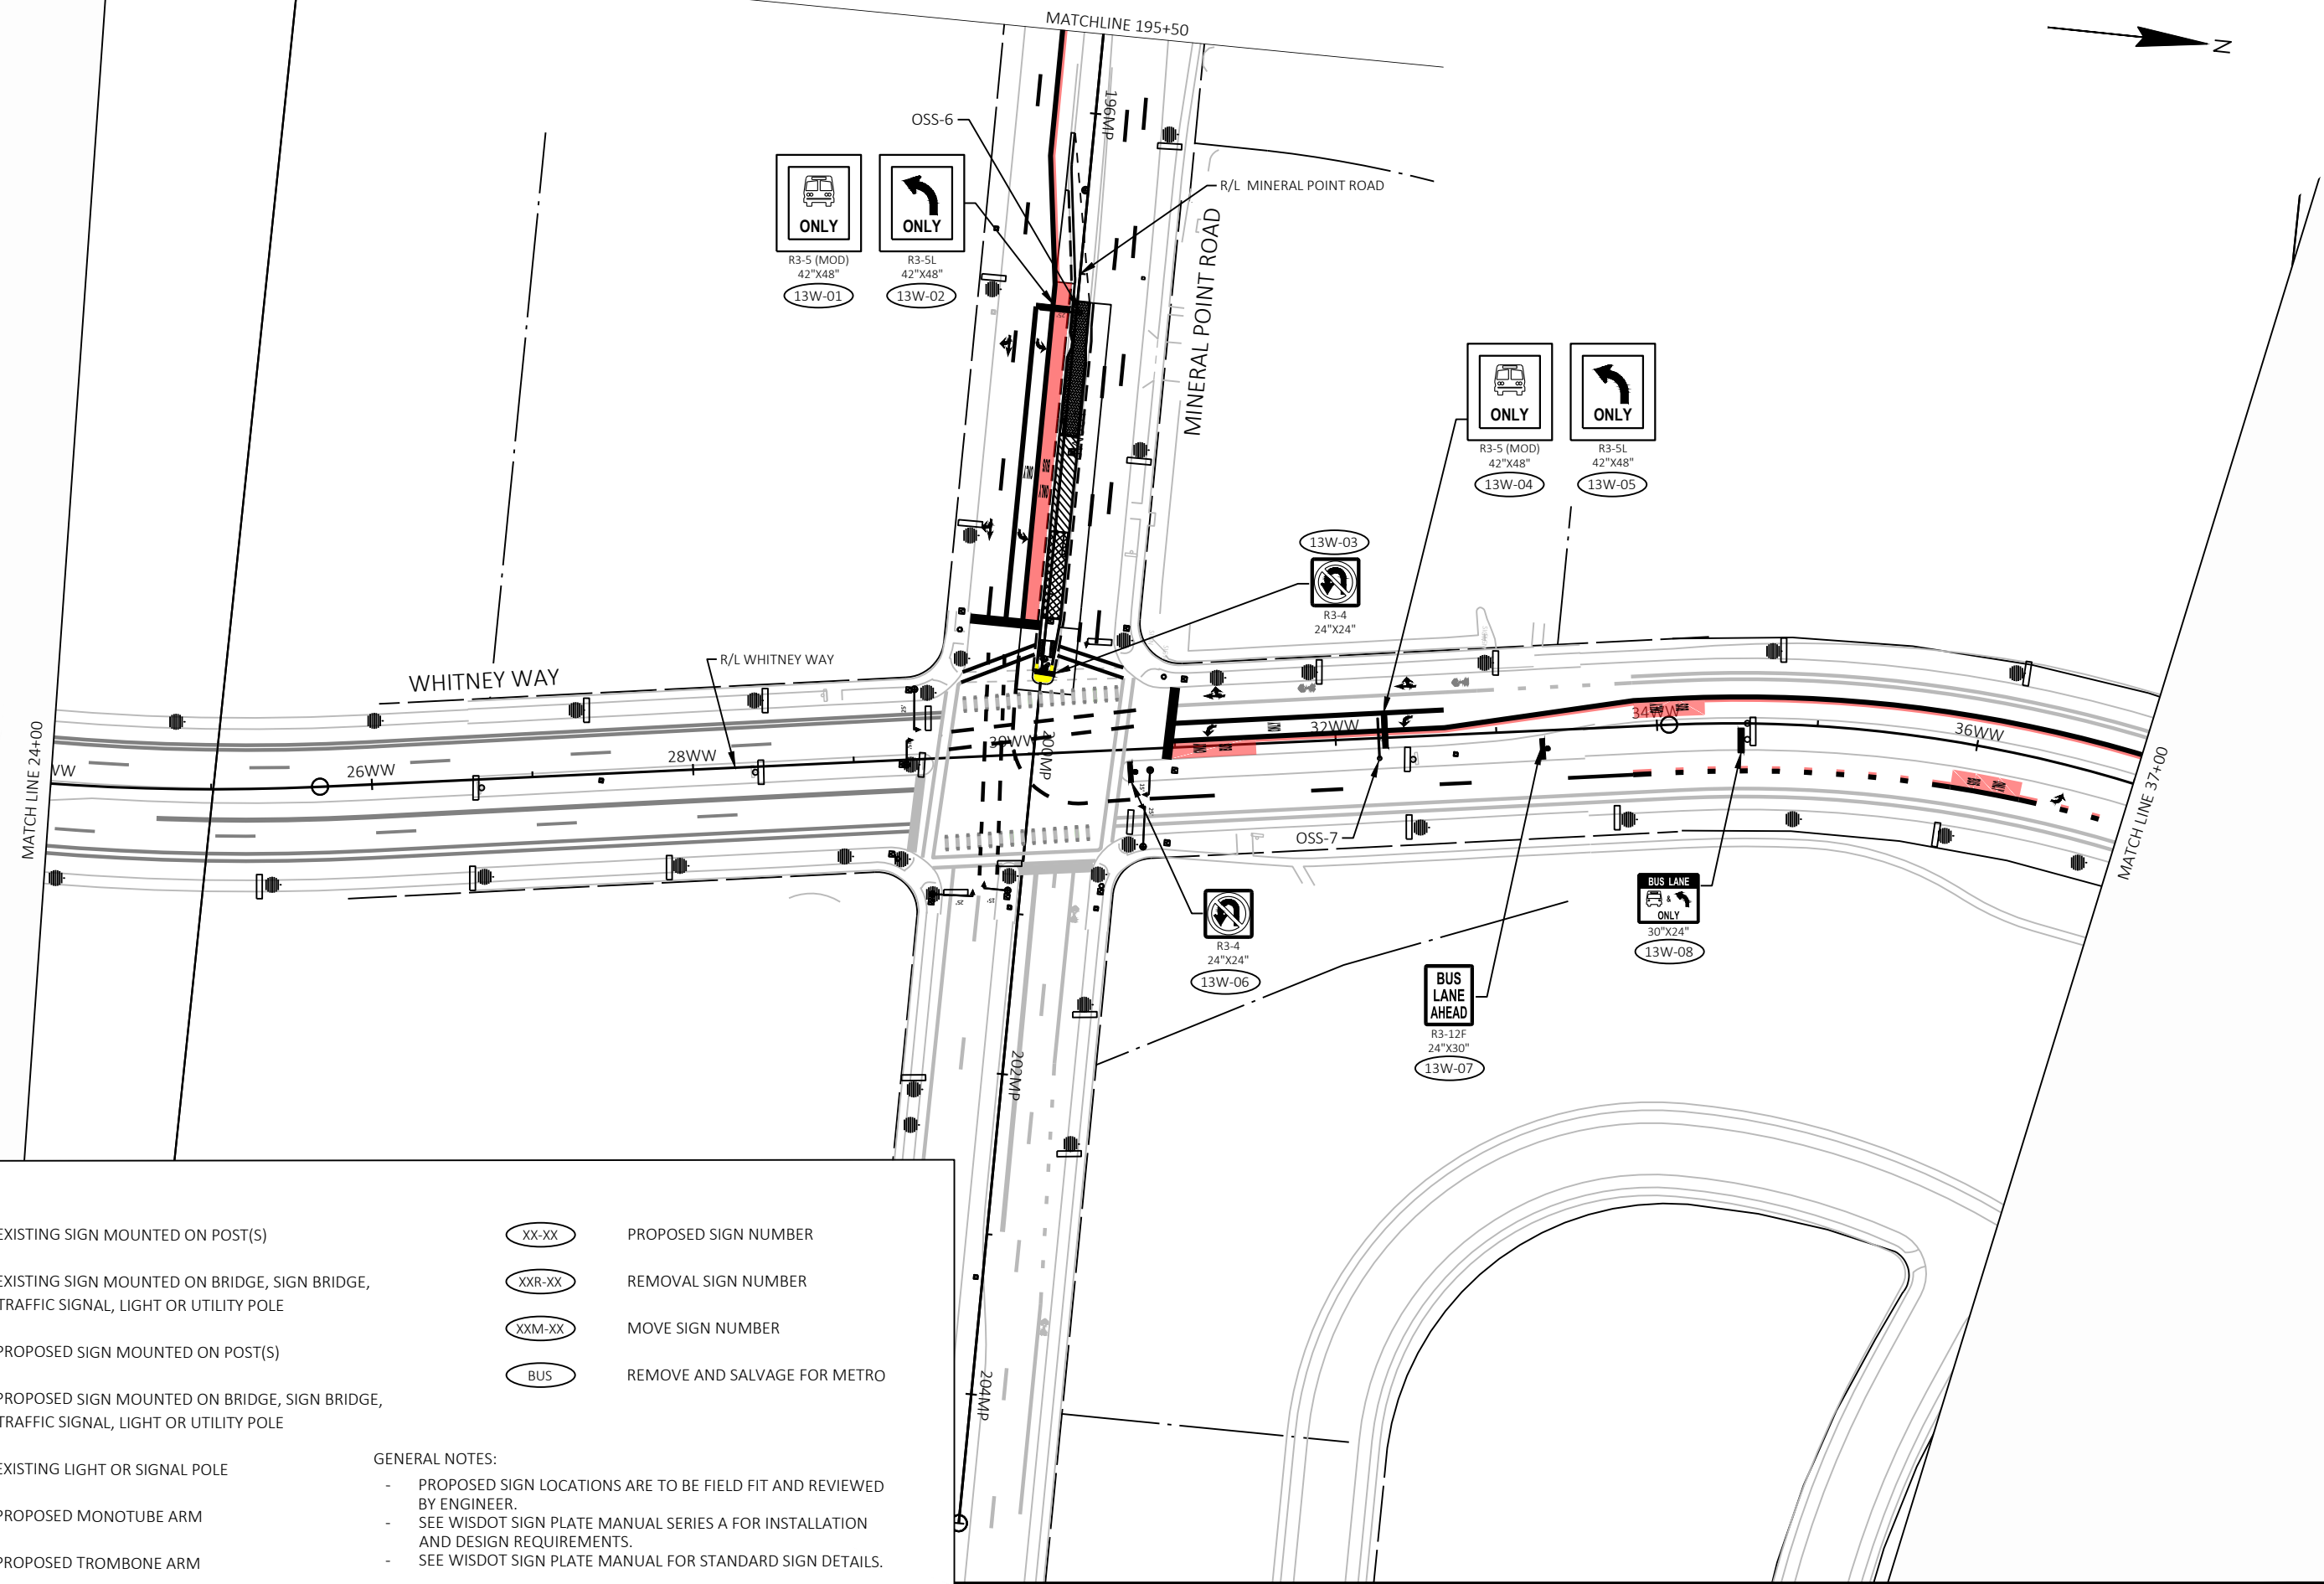 MATCHLINE 195+50
N
196MP
OSS-6
R/L MINERAL POINT ROAD
ONLY
R3-5 (MOD)
42"X48"
13W-01
ONLY
R3-5L
42"X48"
13W-02
MINERAL POINT ROAD
ONLY
R3-5 (MOD)
42"X48"
13W-04
ONLY
R3-5L
42"X48"
13W-05
ONLY
BUS
ONLY
13W-03
R3-4
24"X24"
WHITNEY WAY
R/L WHITNEY WAY
MATCH LINE 24+00
WW
26WW
28WW
30WW
200MP
32WW
34WW
36WW
MATCH LINE 37+00
OSS-7
R3-4
24"X24"
13W-06
BUS LANE
&
ONLY
30"X24"
13W-08
BUS
LANE
AHEAD
R3-12F
24"X30"
13W-07
202MP
204MP
EXISTING SIGN MOUNTED ON POST(S)
EXISTING SIGN MOUNTED ON BRIDGE, SIGN BRIDGE,
TRAFFIC SIGNAL, LIGHT OR UTILITY POLE
PROPOSED SIGN MOUNTED ON POST(S)
PROPOSED SIGN MOUNTED ON BRIDGE, SIGN BRIDGE,
TRAFFIC SIGNAL, LIGHT OR UTILITY POLE
EXISTING LIGHT OR SIGNAL POLE
PROPOSED MONOTUBE ARM
PROPOSED TROMBONE ARM
XX-XX PROPOSED SIGN NUMBER
XXR-XX REMOVAL SIGN NUMBER
XXM-XX MOVE SIGN NUMBER
BUS REMOVE AND SALVAGE FOR METRO
GENERAL NOTES:
- PROPOSED SIGN LOCATIONS ARE TO BE FIELD FIT AND REVIEWED
BY ENGINEER.
- SEE WISDOT SIGN PLATE MANUAL SERIES A FOR INSTALLATION
AND DESIGN REQUIREMENTS.
- SEE WISDOT SIGN PLATE MANUAL FOR STANDARD SIGN DETAILS.